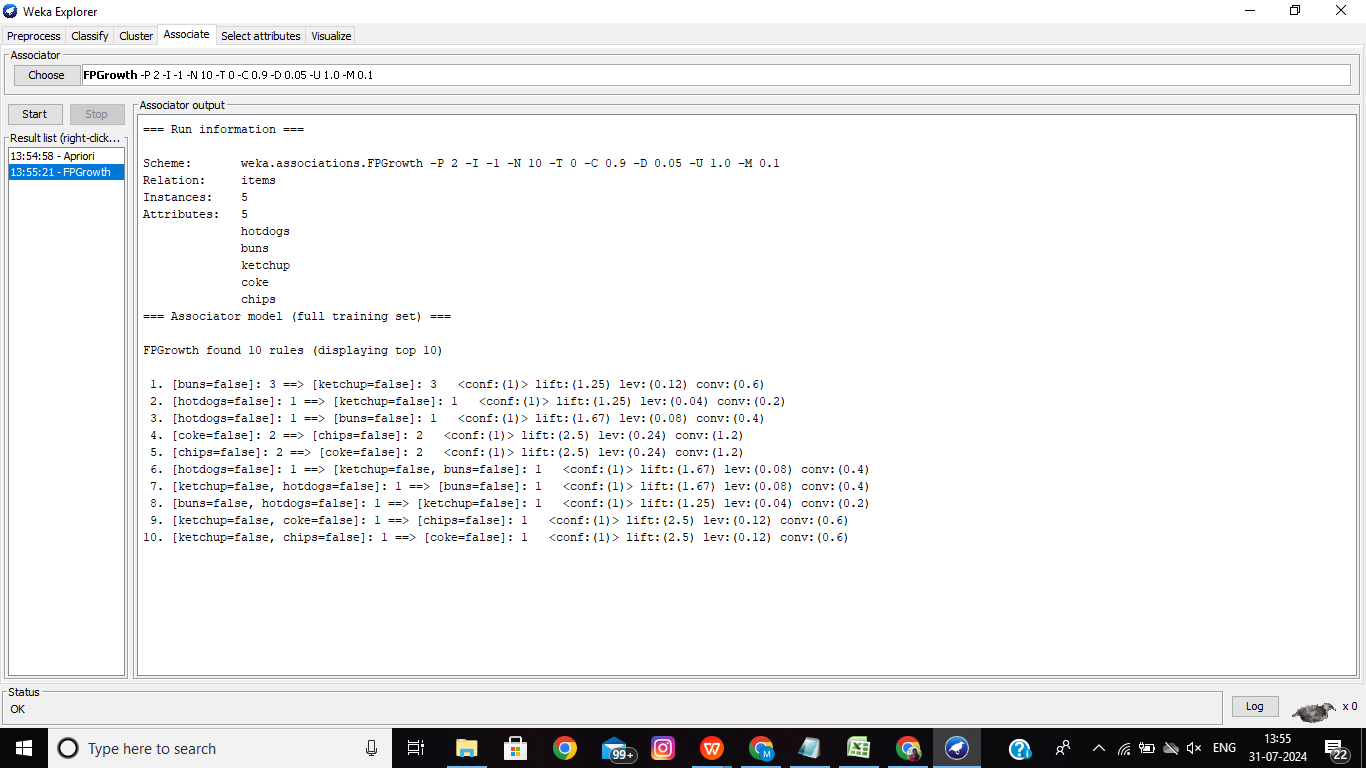 Weka Explorer
Preprocess Classify Cluster Associate Select attributes Visualize
Associator
Choose FPGrowth -P 2 -I -1 -N 10 -T 0 -C 0.9 -D 0.05 -U 1.0 -M 0.1
Start Stop
Result list (right-click...
13:54:58 - Apriori
13:55:21 - FPGrowth
Associator output
=== Run information ===
Scheme: weka.associations.FPGrowth -P 2 -I -1 -N 10 -T 0 -C 0.9 -D 0.05 -U 1.0 -M 0.1
Relation: items
Instances: 5
Attributes: 5
hotdogs
buns
ketchup
coke
chips
=== Associator model (full training set) ===
FPGrowth found 10 rules (displaying top 10)
1. [buns=false]: 3 ==> [ketchup=false]: 3 <conf:(1)> lift:(1.25) lev:(0.12) conv:(0.6)
2. [hotdogs=false]: 1 ==> [ketchup=false]: 1 <conf:(1)> lift:(1.25) lev:(0.04) conv:(0.2)
3. [hotdogs=false]: 1 ==> [buns=false]: 1 <conf:(1)> lift:(1.67) lev:(0.08) conv:(0.4)
4. [coke=false]: 2 ==> [chips=false]: 2 <conf:(1)> lift:(2.5) lev:(0.24) conv:(1.2)
5. [chips=false]: 2 ==> [coke=false]: 2 <conf:(1)> lift:(2.5) lev:(0.24) conv:(1.2)
6. [hotdogs=false]: 1 ==> [ketchup=false, buns=false]: 1 <conf:(1)> lift:(1.67) lev:(0.08) conv:(0.4)
7. [ketchup=false, hotdogs=false]: 1 ==> [buns=false]: 1 <conf:(1)> lift:(1.67) lev:(0.08) conv:(0.4)
8. [buns=false, hotdogs=false]: 1 ==> [ketchup=false]: 1 <conf:(1)> lift:(1.25) lev:(0.04) conv:(0.2)
9. [ketchup=false, coke=false]: 1 ==> [chips=false]: 1 <conf:(1)> lift:(2.5) lev:(0.12) conv:(0.6)
10. [ketchup=false, chips=false]: 1 ==> [coke=false]: 1 <conf:(1)> lift:(2.5) lev:(0.12) conv:(0.6)
Status
OK
Log x 0
Type here to search
99+
W
M
ENG
13:55
31-07-2024
22